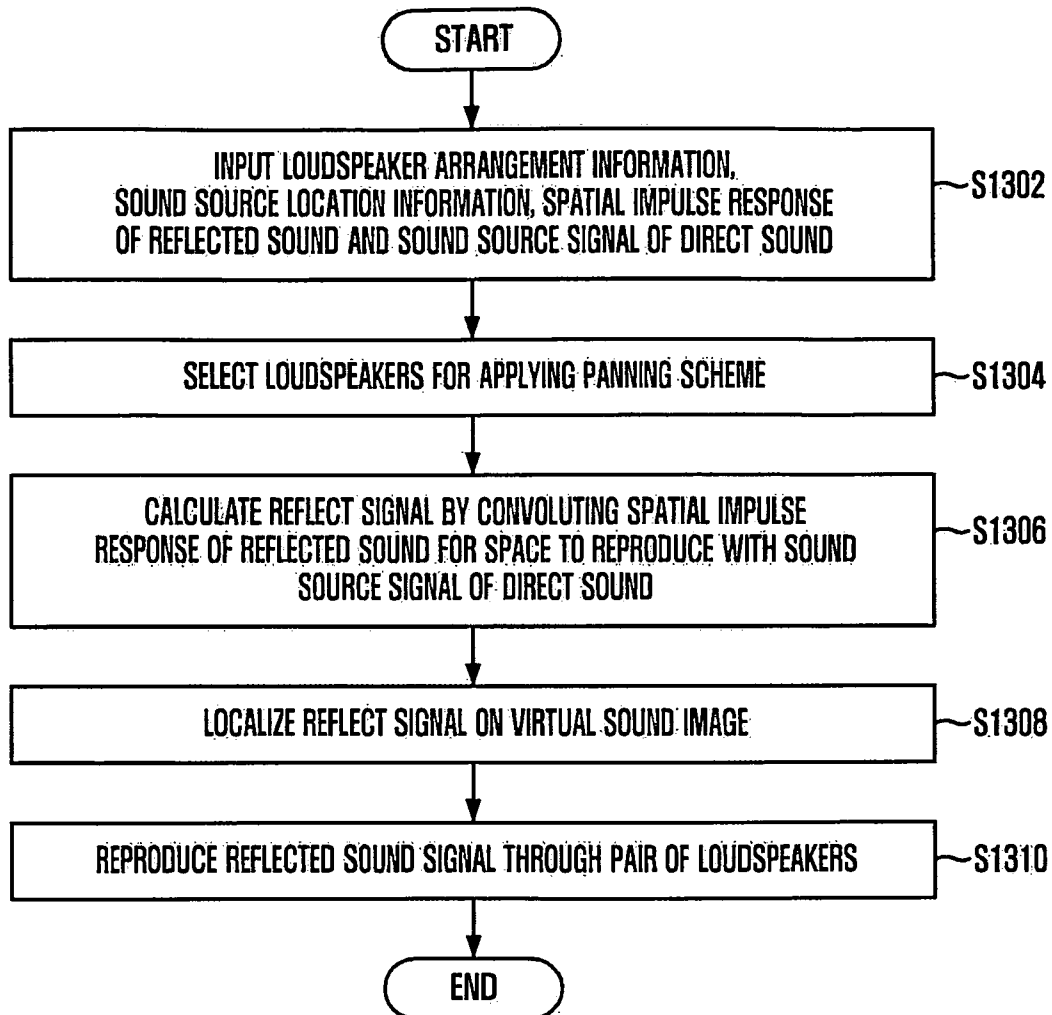 START
INPUT LOUDSPEAKER ARRANGEMENT INFORMATION,
SOUND SOURCE LOCATION INFORMATION, SPATIAL IMPULSE RESPONSE
OF REFLECTED SOUND AND SOUND SOURCE SIGNAL OF DIRECT SOUND
S1302
SELECT LOUDSPEAKERS FOR APPLYING PANNING SCHEME
S1304
CALCULATE REFLECT SIGNAL BY CONVOLUTING SPATIAL IMPULSE
RESPONSE OF REFLECTED SOUND FOR SPACE TO REPRODUCE WITH SOUND
SOURCE SIGNAL OF DIRECT SOUND
S1306
LOCALIZE REFLECT SIGNAL ON VIRTUAL SOUND IMAGE
S1308
REPRODUCE REFLECTED SOUND SIGNAL THROUGH PAIR OF LOUDSPEAKERS
S1310
END